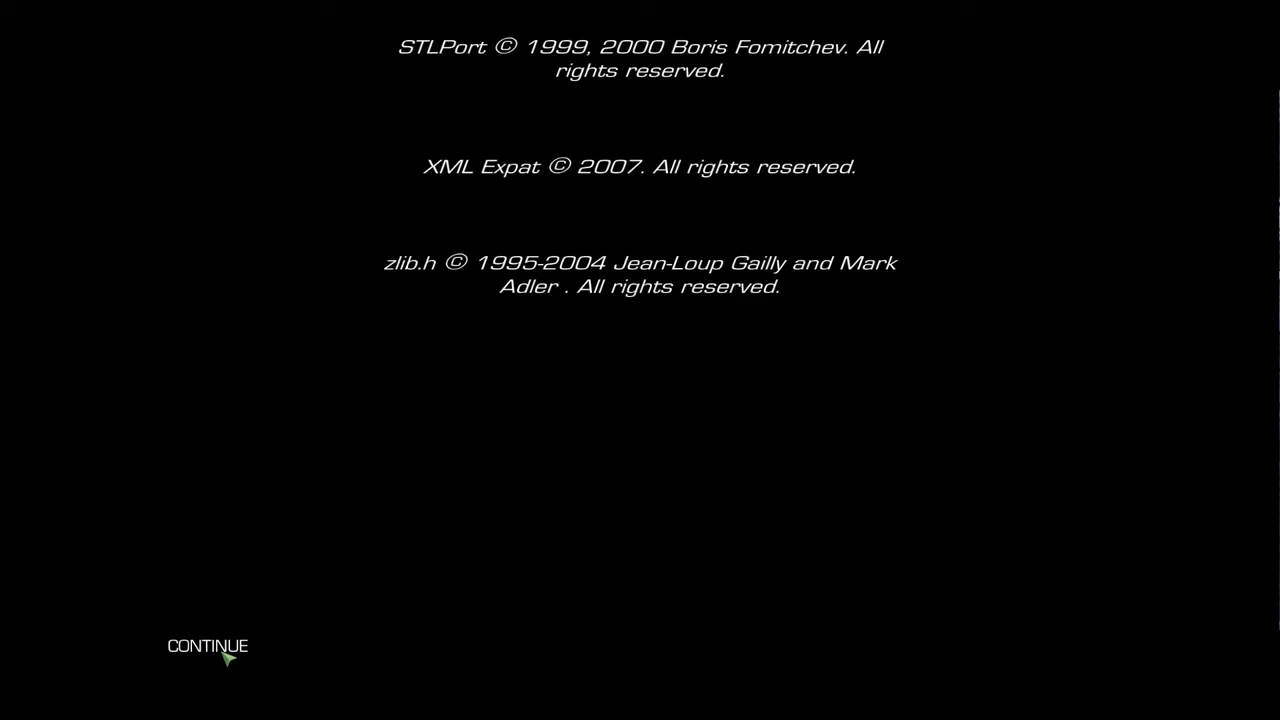 STLPort © 1999, 2000 Boris Fomitchev. All
rights reserved.
XML Expat © 2007. All rights reserved.
zlib.h © 1995-2004 Jean-Loup Gailly and Mark
Adler . All rights reserved.
CONTINUE